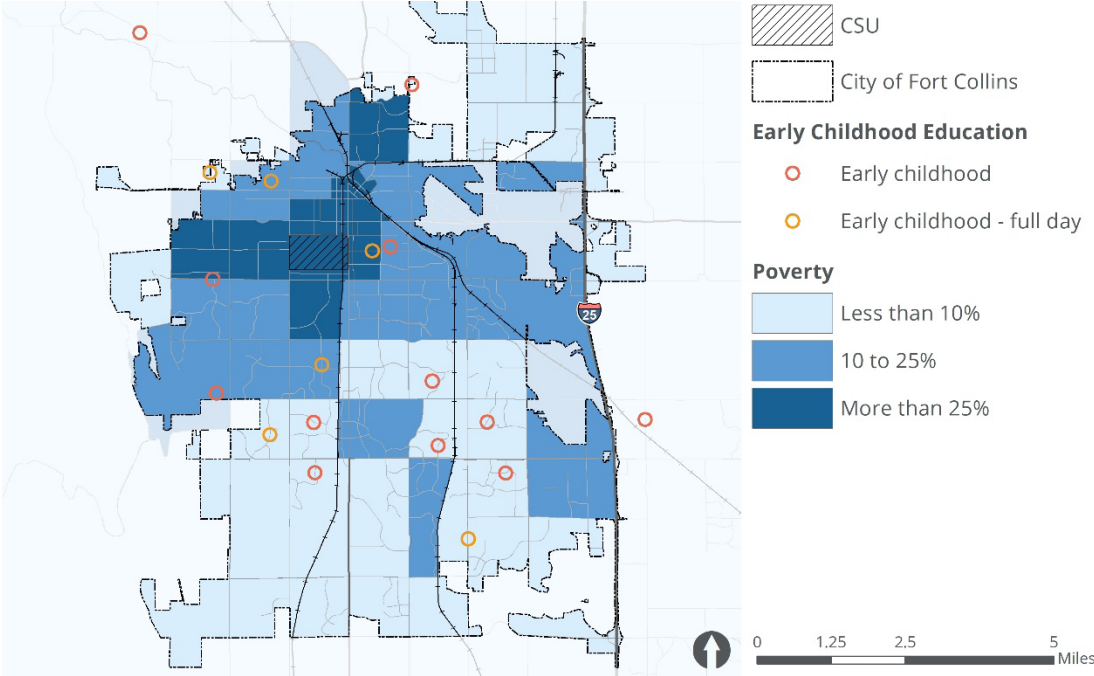 CSU
City of Fort Collins
Early Childhood Education
Early childhood
Early childhood - full day
Poverty
Less than 10%
10 to 25%
More than 25%
25
0 1.25 2.5 5
Miles